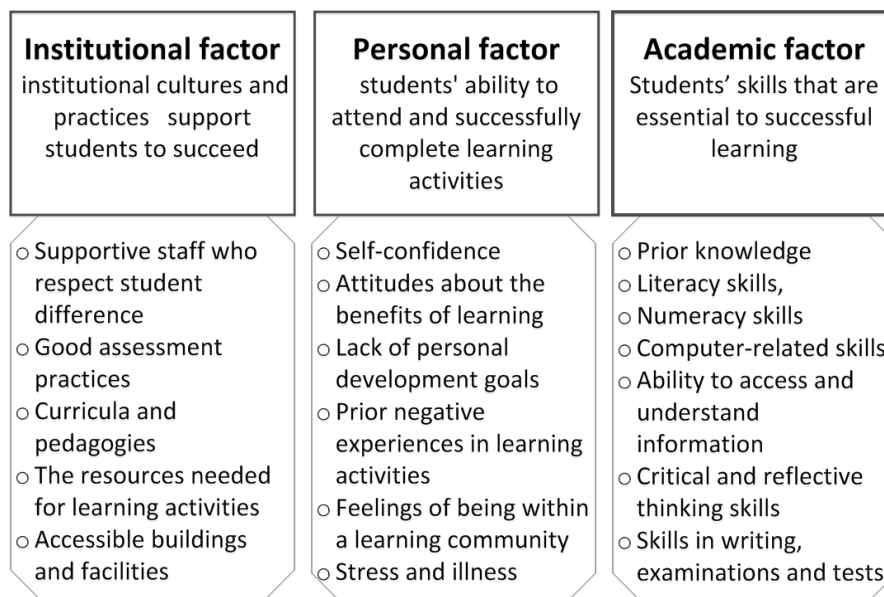 Institutional factor
institutional cultures and
practices support
students to succeed
○ Supportive staff who
respect student
difference
○ Good assessment
practices
○ Curricula and
pedagogies
○ The resources needed
for learning activities
○ Accessible buildings
and facilities
Personal factor
students' ability to
attend and successfully
complete learning
activities
○ Self-confidence
○ Attitudes about the
benefits of learning
○ Lack of personal
development goals
○ Prior negative
experiences in learning
activities
○ Feelings of being within
a learning community
○ Stress and illness
Academic factor
Students’ skills that are
essential to successful
learning
○ Prior knowledge
○ Literacy skills,
○ Numeracy skills
○ Computer-related skills
○ Ability to access and
understand
information
○ Critical and reflective
thinking skills
○ Skills in writing,
examinations and tests